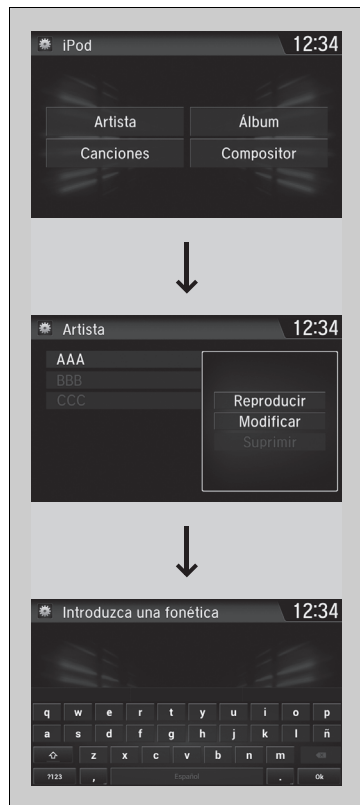 iPod 12:34
Artista Álbum
Canciones Compositor
Artista 12:34
AAA
BBB
CCC
Reproducir
Modificar
Suprimir
Introduzca una fonética 12:34
q w e r t y u i o p
a s d f g h j k l ñ
z x c v b n m
?123 , Español . Ok